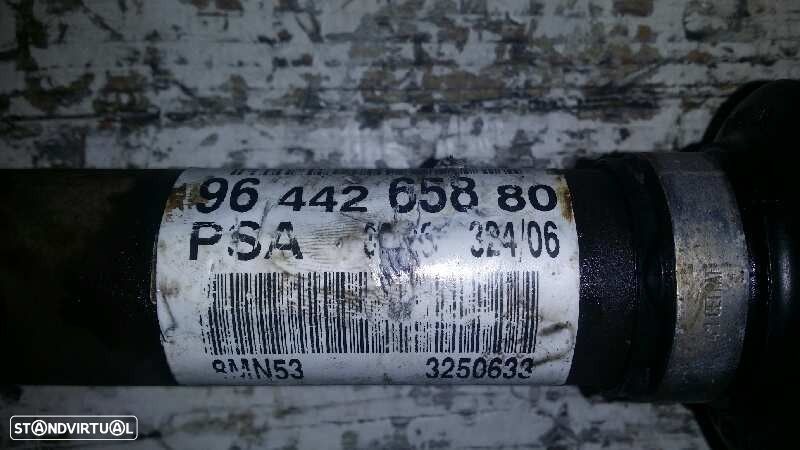 96 442 658 80
PSA 324/06
8MN53 3250633
STANDVIRTUAL